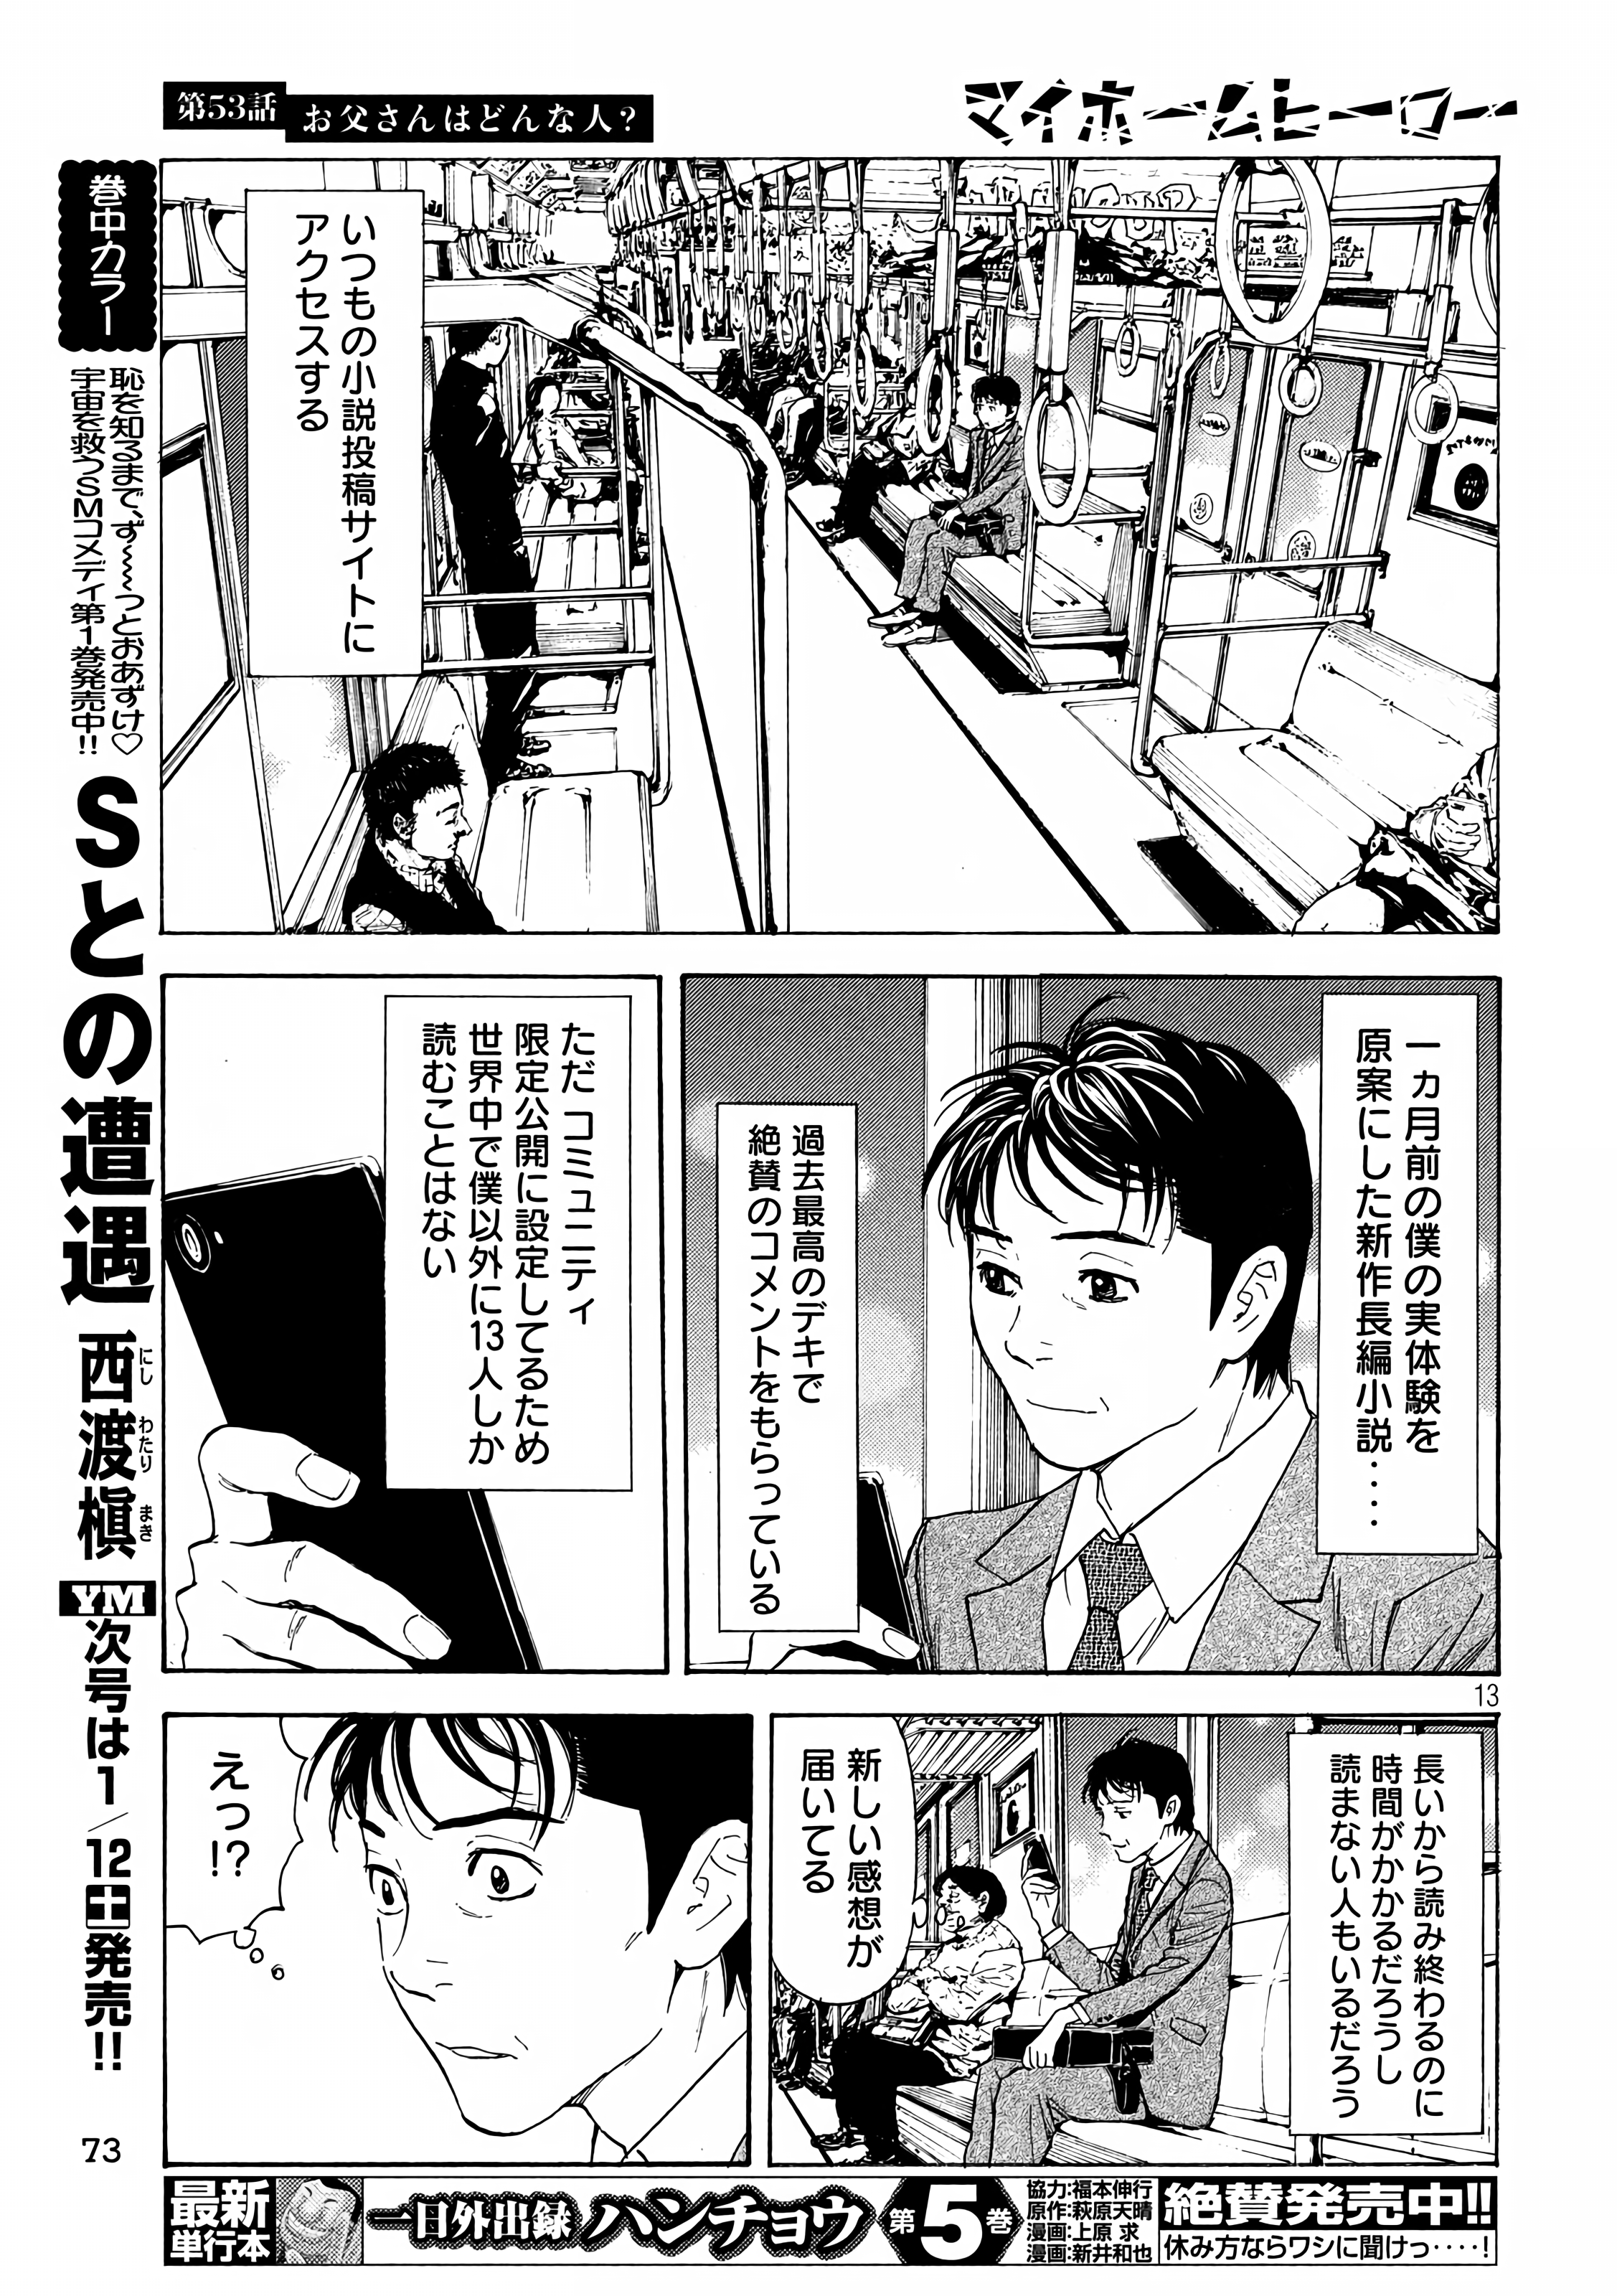 第53話
お父さんはどんな人?
マイホームヒーロー
いつもの小説投稿サイトに
アクセスする
一ヵ月前の僕の実体験を
原案にした新作長編小説‥‥
過去最高のデキで
絶賛のコメントをもらっている
ただ コミュニティ
限定公開に設定してるため
世界中で僕以外に13人しか
読むことはない
13
長いから読み終わるのに
時間がかかるだろうし
読まない人もいるだろう
新しい感想が
届いてる
えっ!?
巻中カラー
恥を知るまで、ず〜〜〜っとおあずけ♡
宇宙を救うSMコメディ第1巻発売中!!
Sとの遭遇
西渡槇
にし わたり まき
YM次号は1/12土発売!!
73
最新
単行本
一日外出録
ハンチョウ
第5巻
協力:福本伸行
原作:萩原天晴
漫画:上原 求
漫画:新井和也
絶賛発売中!!
休み方ならワシに聞けっ‥‥!